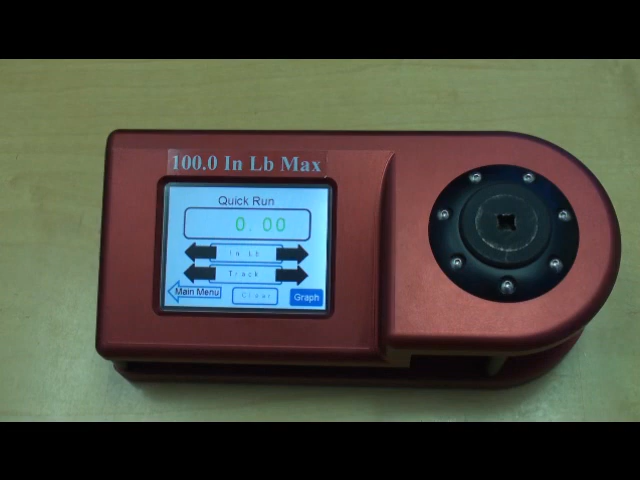 100.0 In Lb Max
Quick Run
0.00
In Lb
Track
Main Menu
Clear
Graph